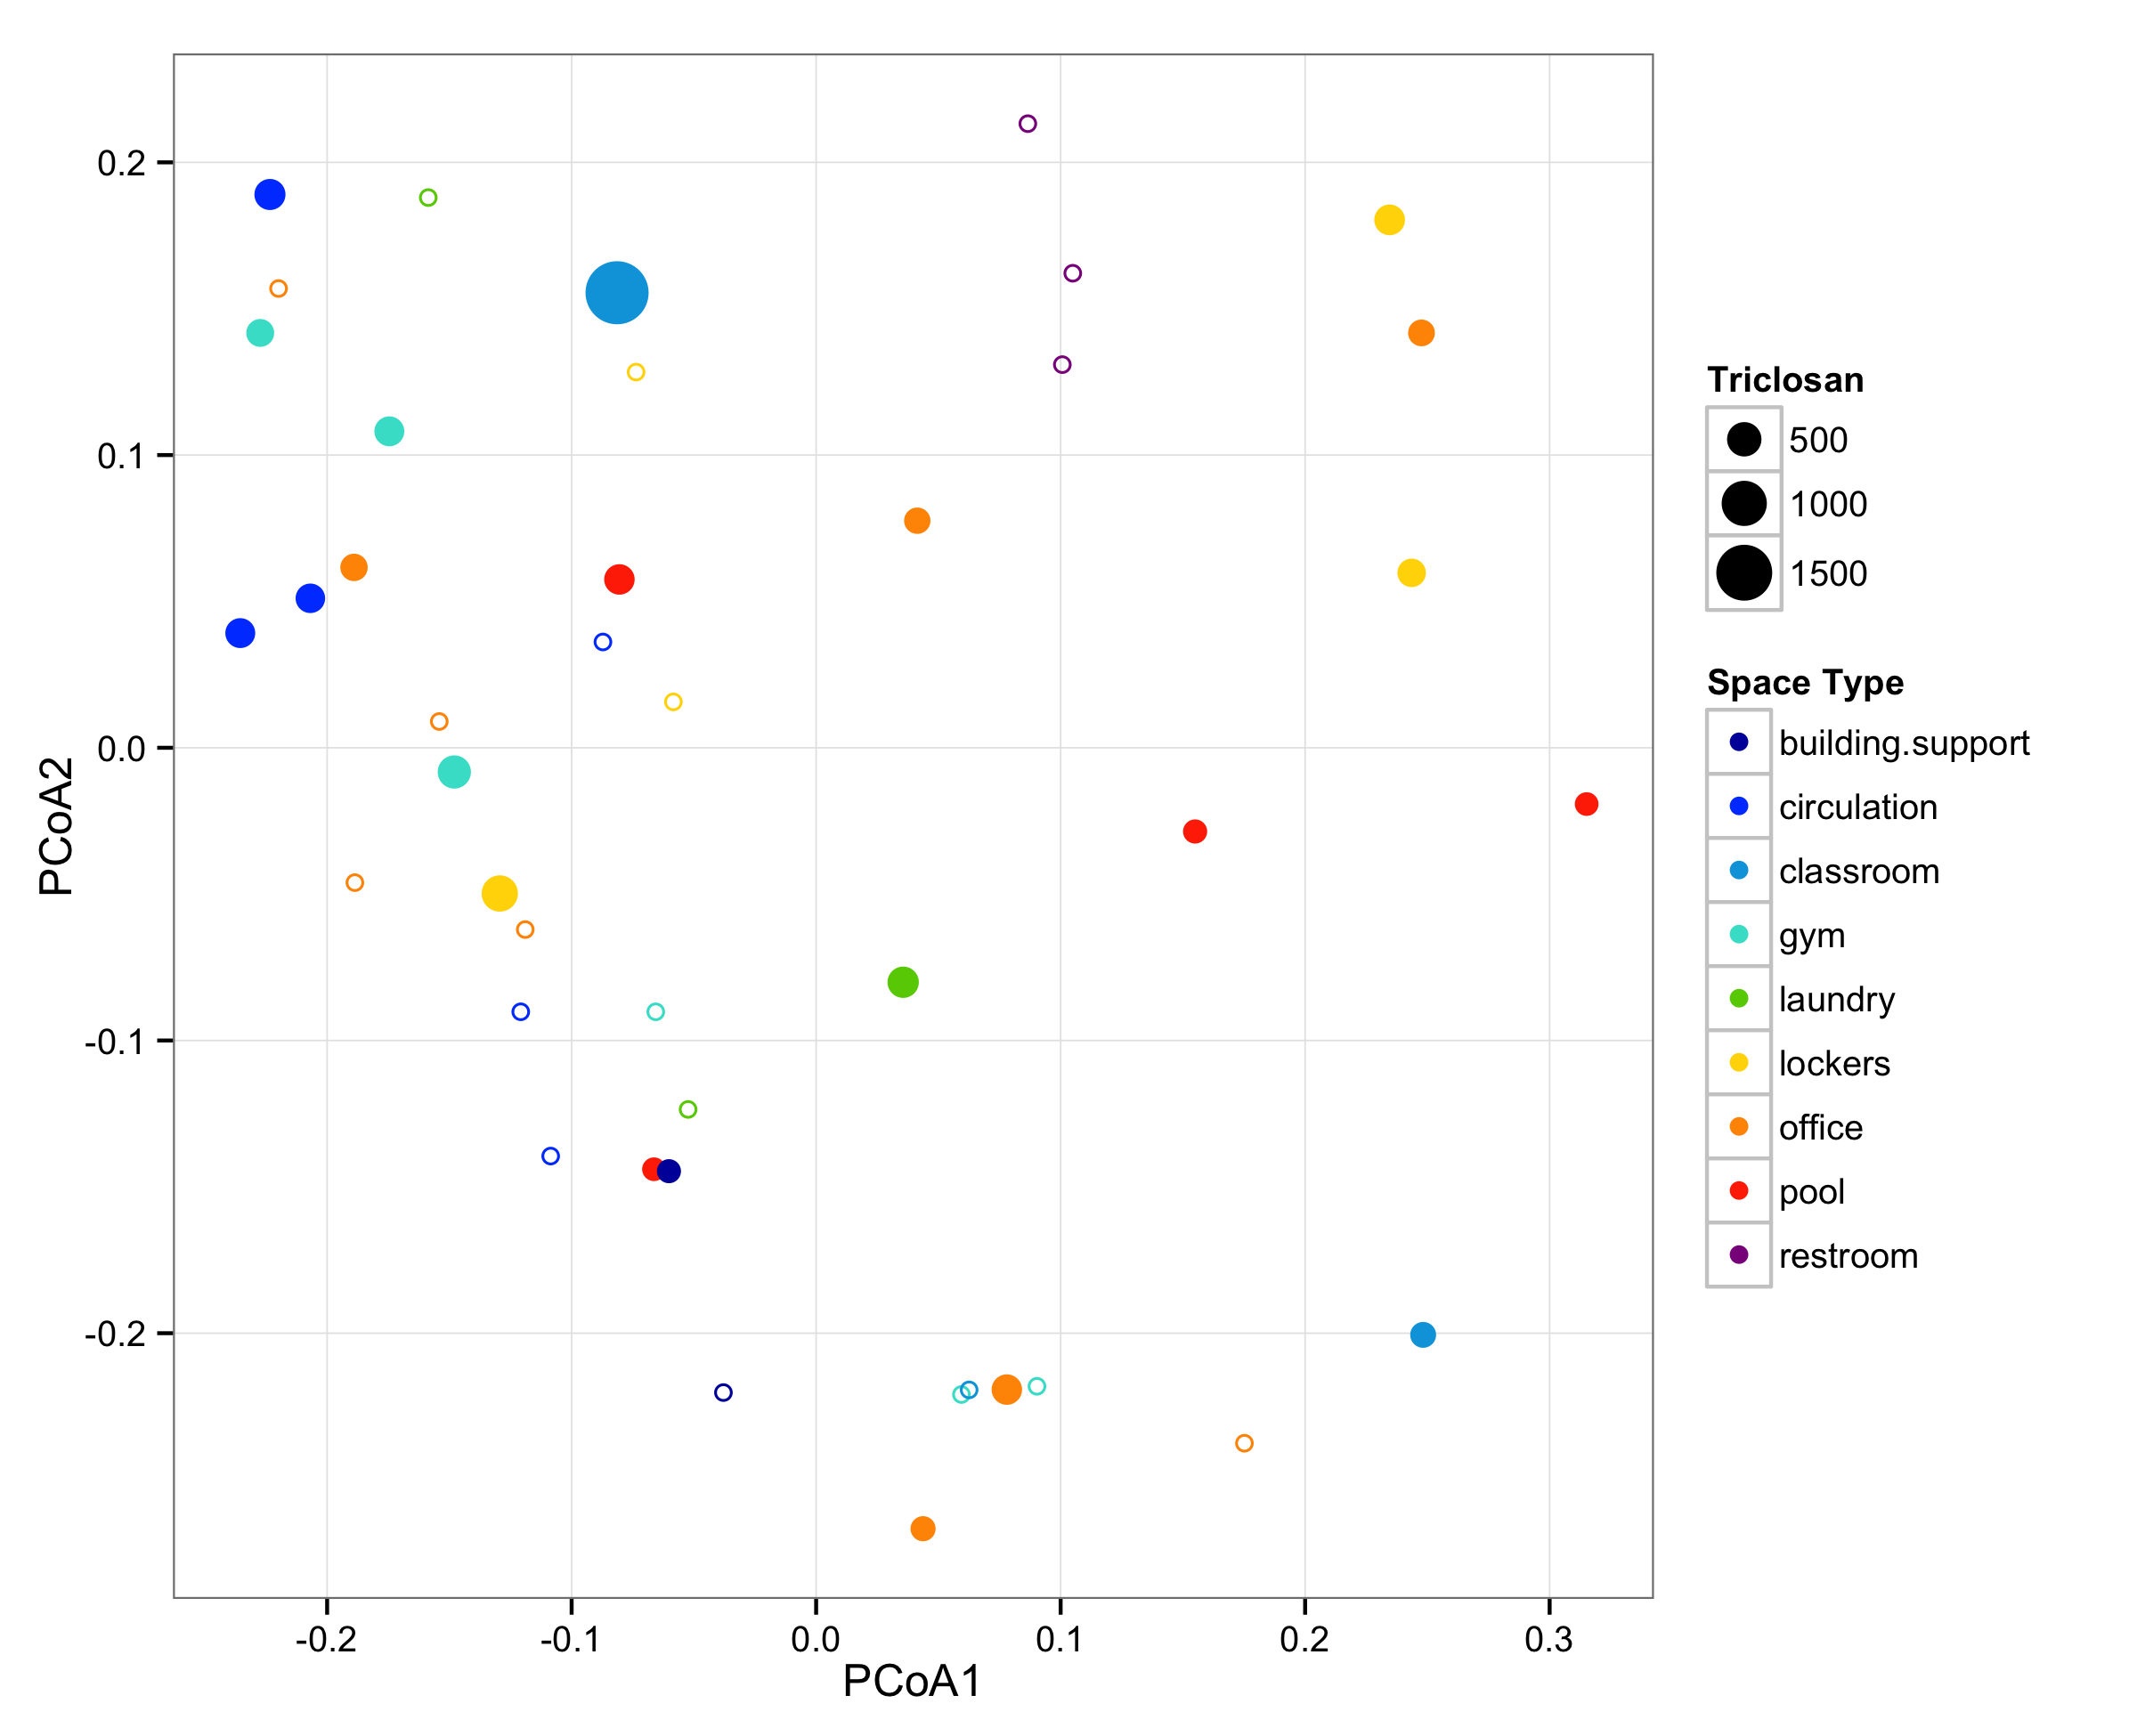 0.2
0.1
0.0
-0.1
-0.2
PCoA2
-0.2 -0.1 0.0 0.1 0.2 0.3
PCoA1
Triclosan
500
1000
1500
Space Type
building.support
circulation
classroom
gym
laundry
lockers
office
pool
restroom